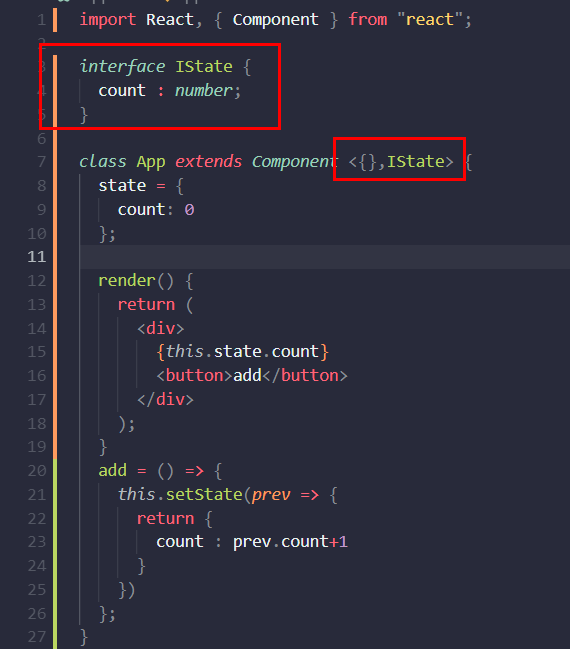 1 import React, { Component } from "react";
2
3 interface IState {
4 count : number;
5 }
6
7 class App extends Component <{},IState> {
8 state = {
9 count: 0
10 };
11
12 render() {
13 return (
14 <div>
15 {this.state.count}
16 <button>add</button>
17 </div>
18 );
19 }
20 add = () => {
21 this.setState(prev => {
22 return {
23 count : prev.count+1
24 }
25 })
26 };
27 }